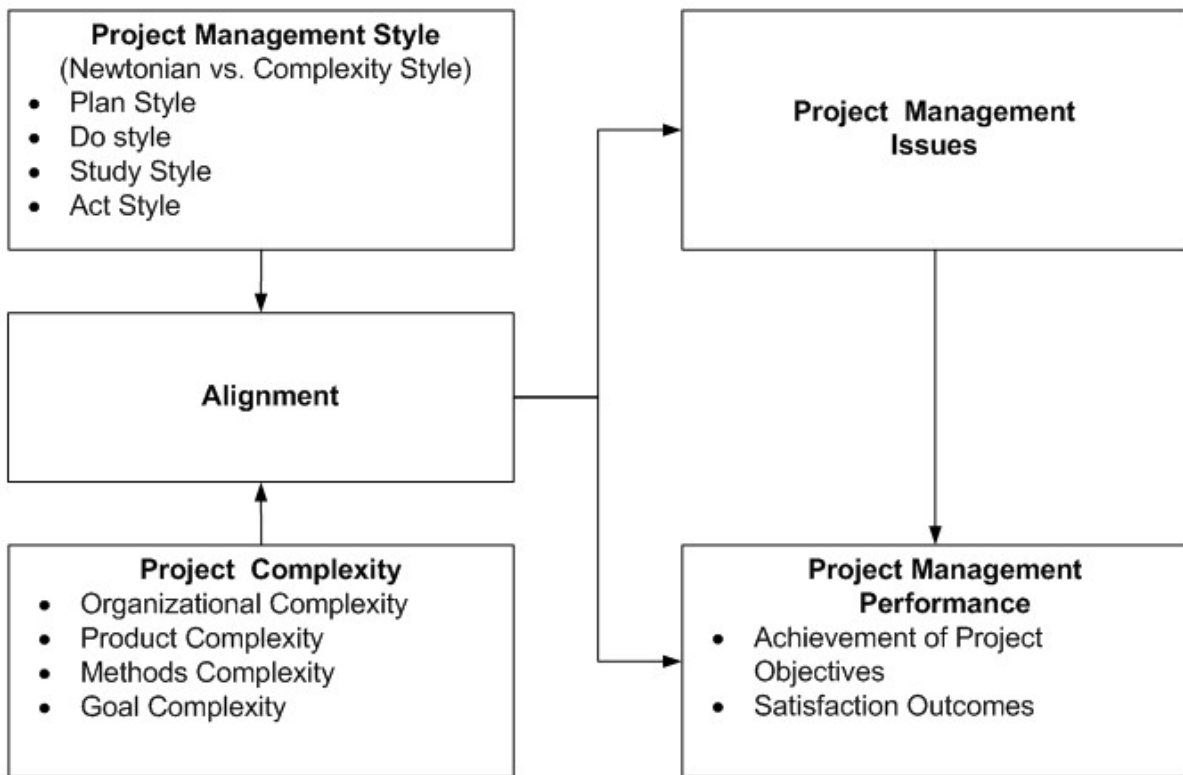 Project Management Style
(Newtonian vs. Complexity Style)
• Plan Style
• Do style
• Study Style
• Act Style
Project Management
Issues
Alignment
Project Complexity
• Organizational Complexity
• Product Complexity
• Methods Complexity
• Goal Complexity
Project Management
Performance
• Achievement of Project
Objectives
• Satisfaction Outcomes